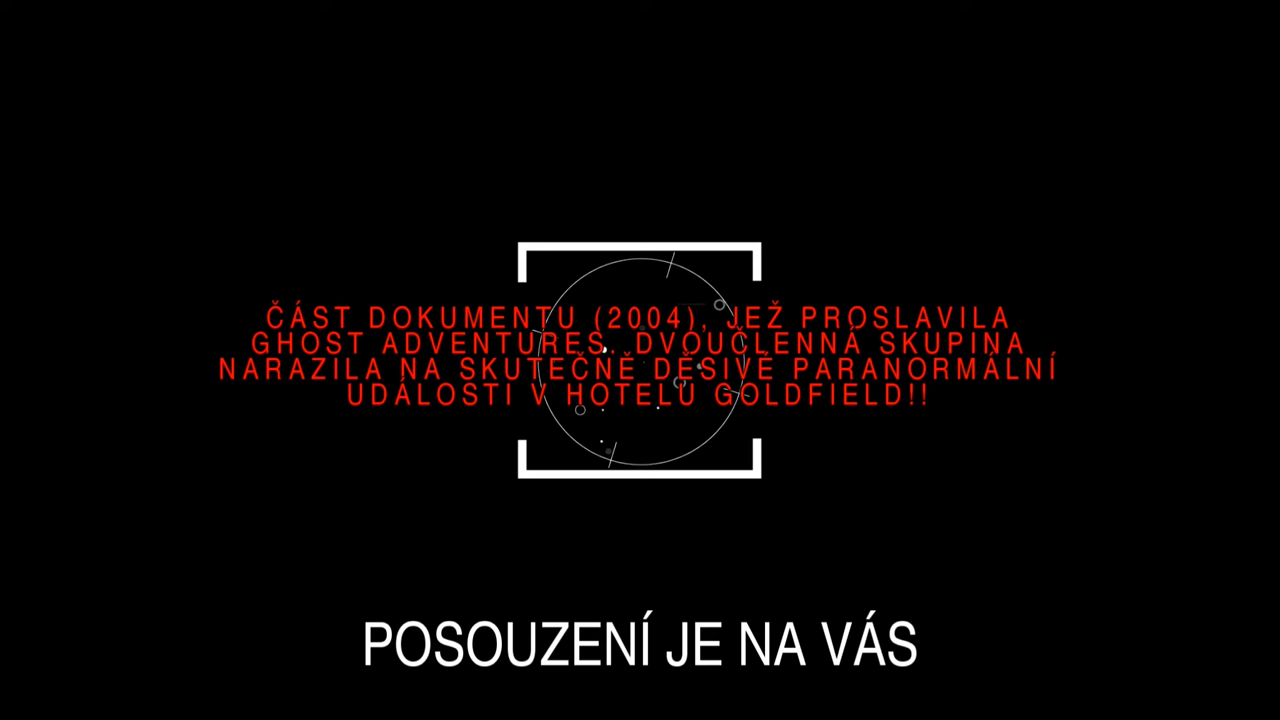 ČÁST DOKUMENTU (2004), JEŽ PROSLAVILA
GHOST ADVENTURES. DVOUČLENNÁ SKUPINA
NARAZILA NA SKUTEČNĚ DĚSIVÉ PARANORMÁLNÍ
UDÁLOSTI V HOTELU GOLDFIELD!!
POSOUZENÍ JE NA VÁS